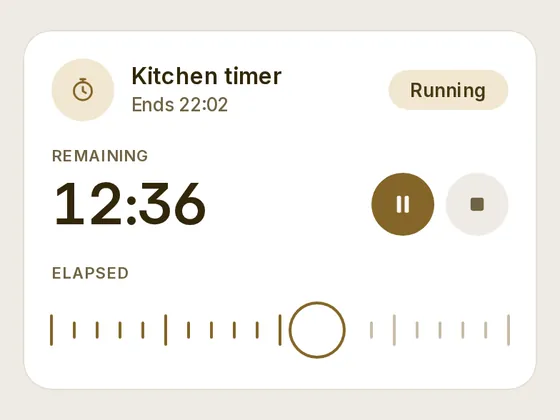 Kitchen timer
Ends 22:02
Running
REMAINING
12:36
ELAPSED